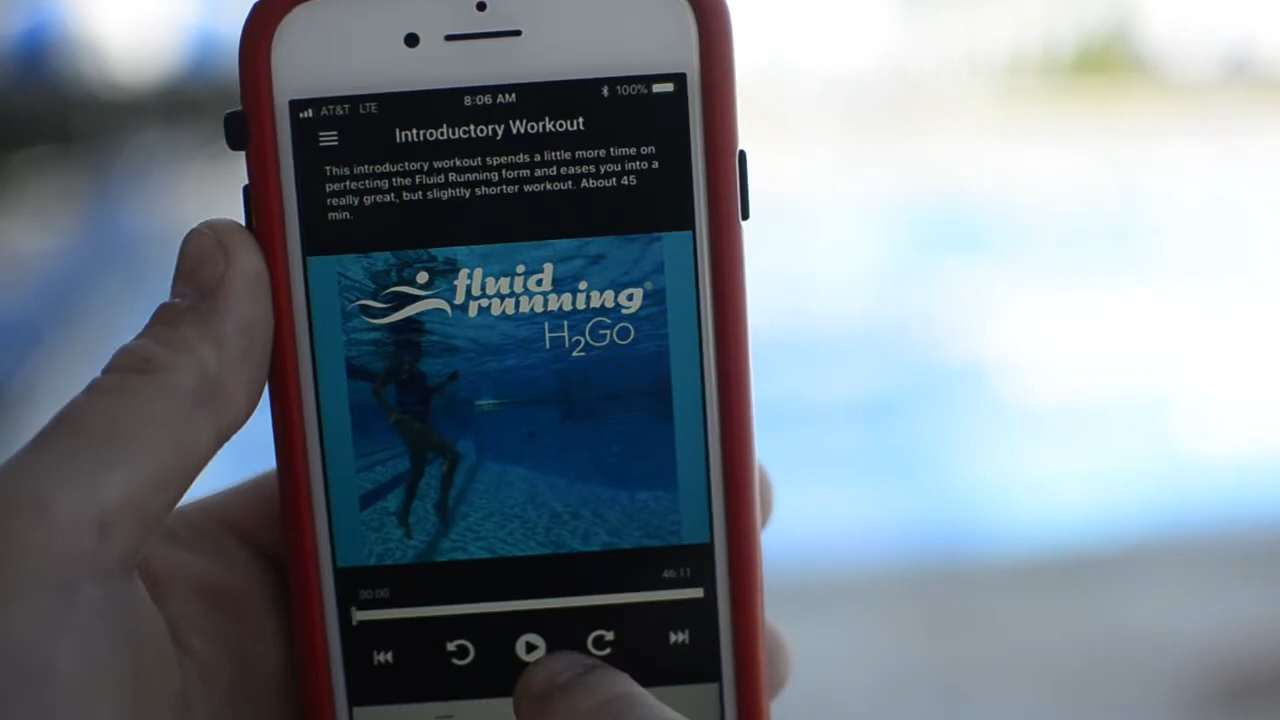 AT&T LTE 8:06 AM 100%
Introductory Workout
This introductory workout spends a little more time on
perfecting the Fluid Running form and eases you into a
really great, but slightly shorter workout. About 45
min.
fluid
running®
H₂Go
00:00 46:11